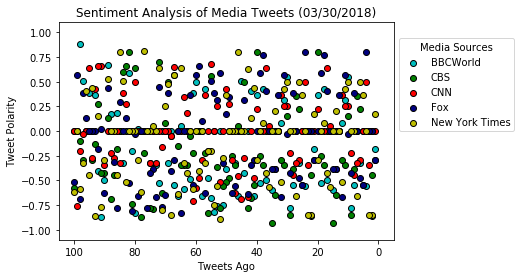 Sentiment Analysis of Media Tweets (03/30/2018)
Tweet Polarity
1.00
0.75
0.50
0.25
0.00
−0.25
−0.50
−0.75
−1.00
100
80
60
40
20
0
Tweets Ago
Media Sources
BBCWorld
CBS
CNN
Fox
New York Times